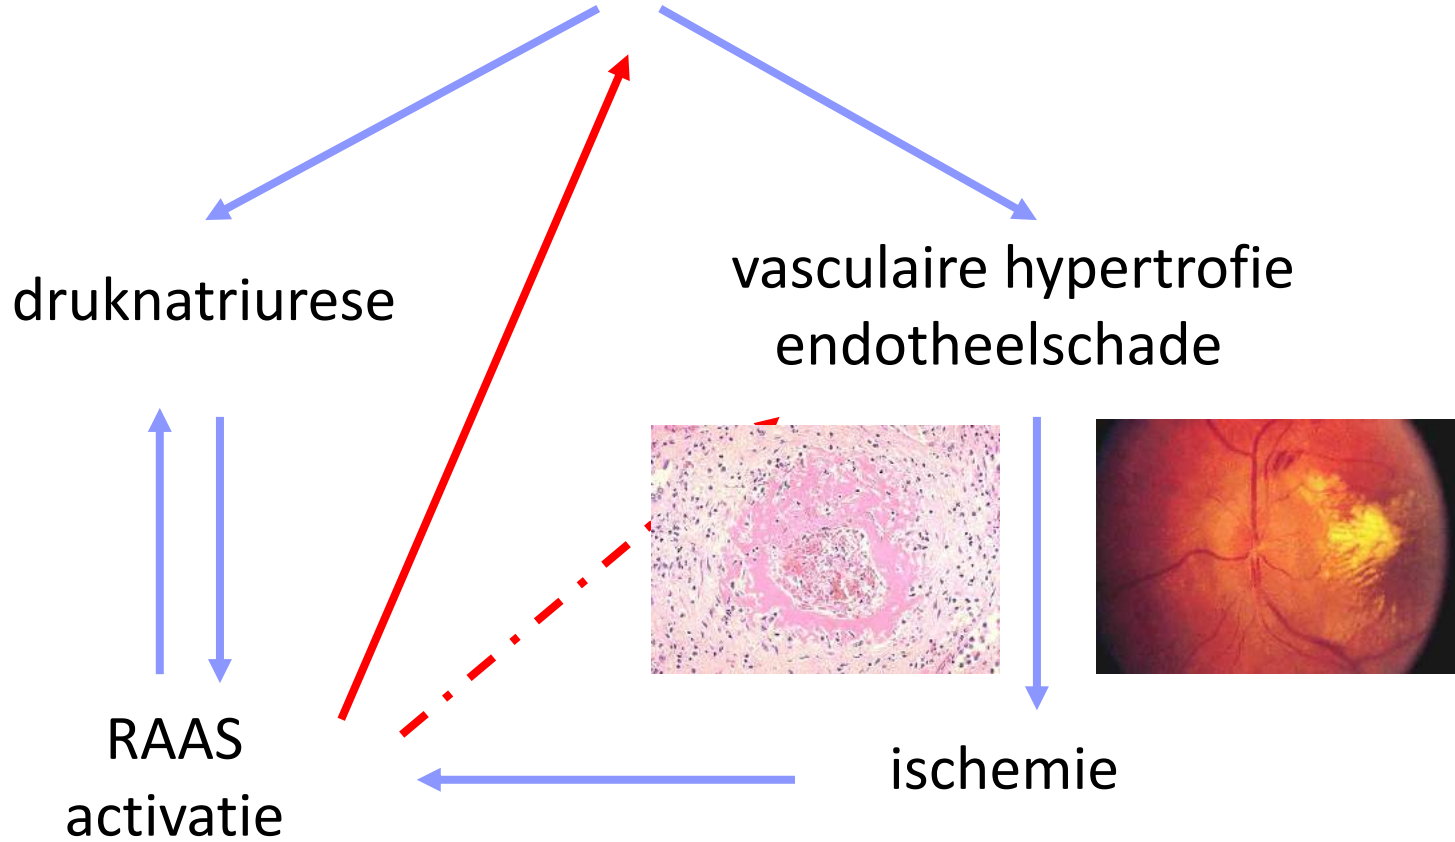 druknatriurese
vasculaire hypertrofie
endotheelschade
RAAS
activatie
ischemie